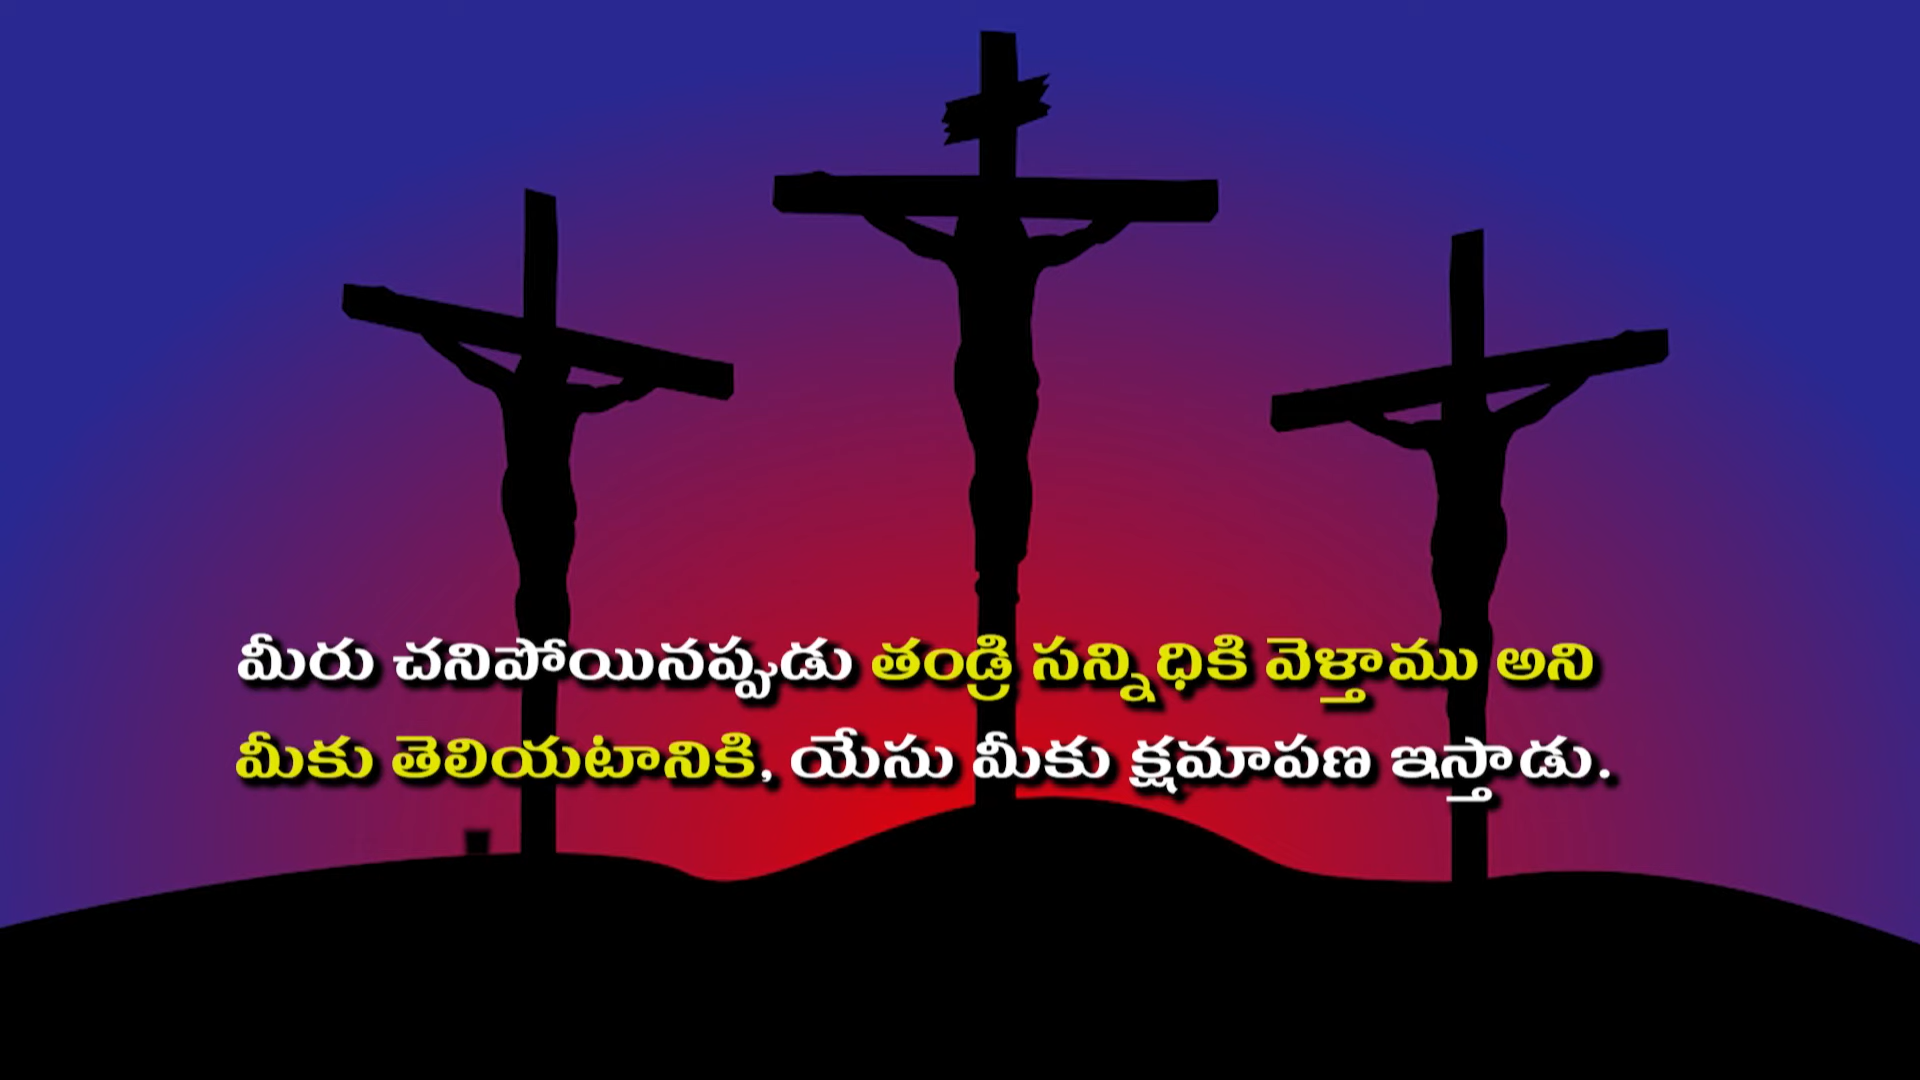 మీరు చనిపోయినప్పుడు తండ్రి సన్నిధికి వెళ్తాము అని
మీకు తెలియటానికి, యేసు మీకు క్షమాపణ ఇస్తాడు.